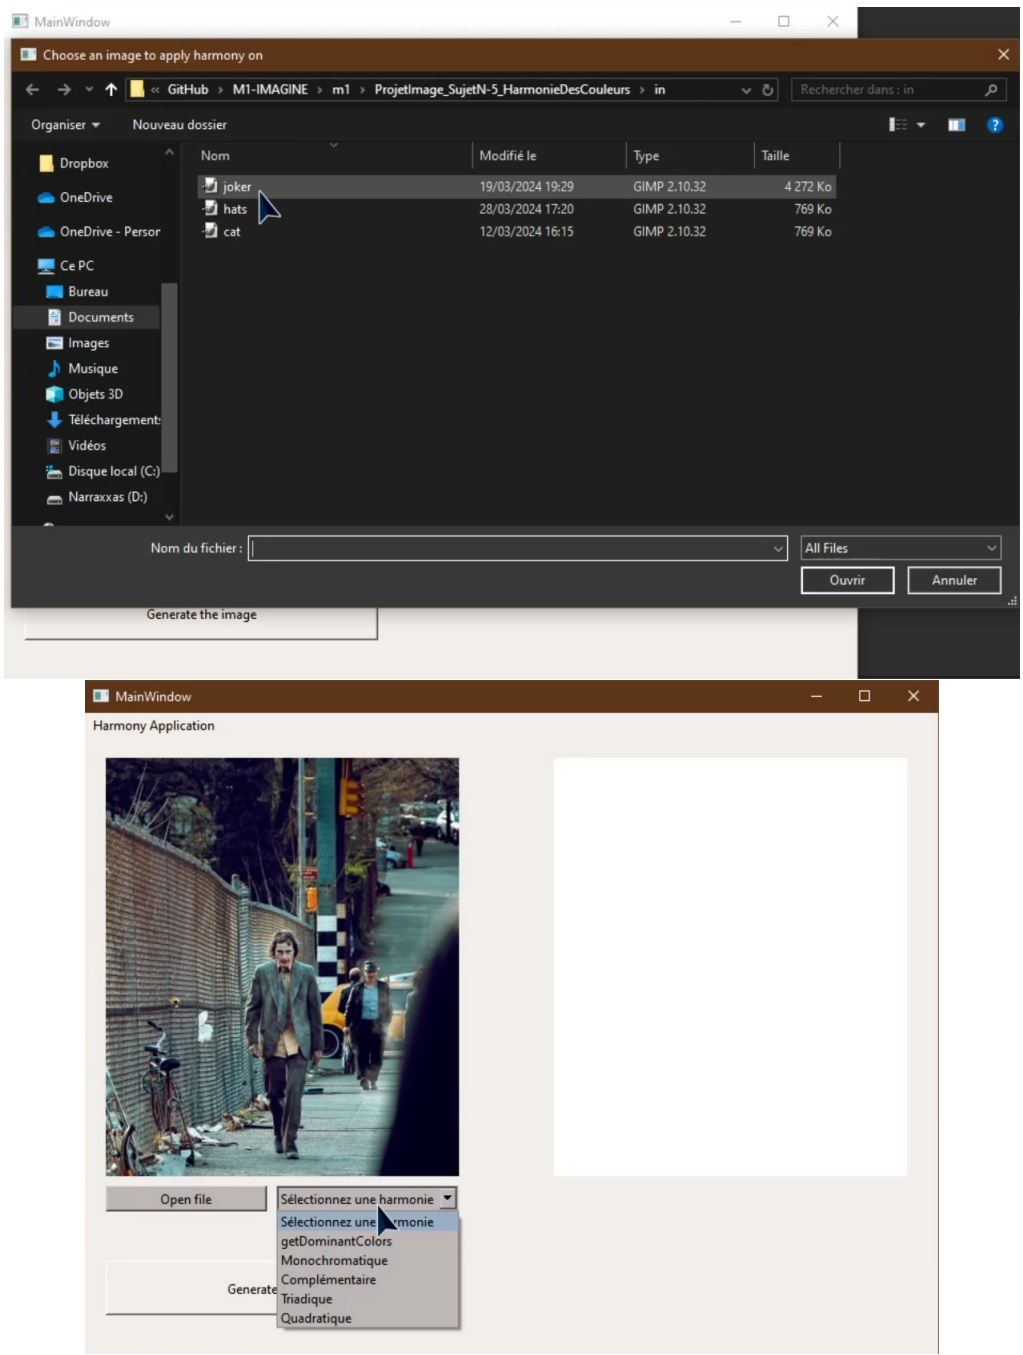 MainWindow
Choose an image to apply harmony on
« GitHub › M1-IMAGINE › m1 › ProjetImage_SujetN-5_HarmonieDesCouleurs › in
Rechercher dans : in
Organiser
Nouveau dossier
Nom Modifié le Type Taille
joker 19/03/2024 19:29 GIMP 2.10.32 4 272 Ko
hats 28/03/2024 17:20 GIMP 2.10.32 769 Ko
cat 12/03/2024 16:15 GIMP 2.10.32 769 Ko
Dropbox
OneDrive
OneDrive - Person
Ce PC
Bureau
Documents
Images
Musique
Objets 3D
Téléchargements
Vidéos
Disque local (C:)
Narraxxas (D:)
Nom du fichier :
All Files
Ouvrir
Annuler
Generate the image
MainWindow
Harmony Application
Open file
Sélectionnez une harmonie
Sélectionnez une harmonie
getDominantColors
Monochromatique
Complémentaire
Triadique
Quadratique
Generate